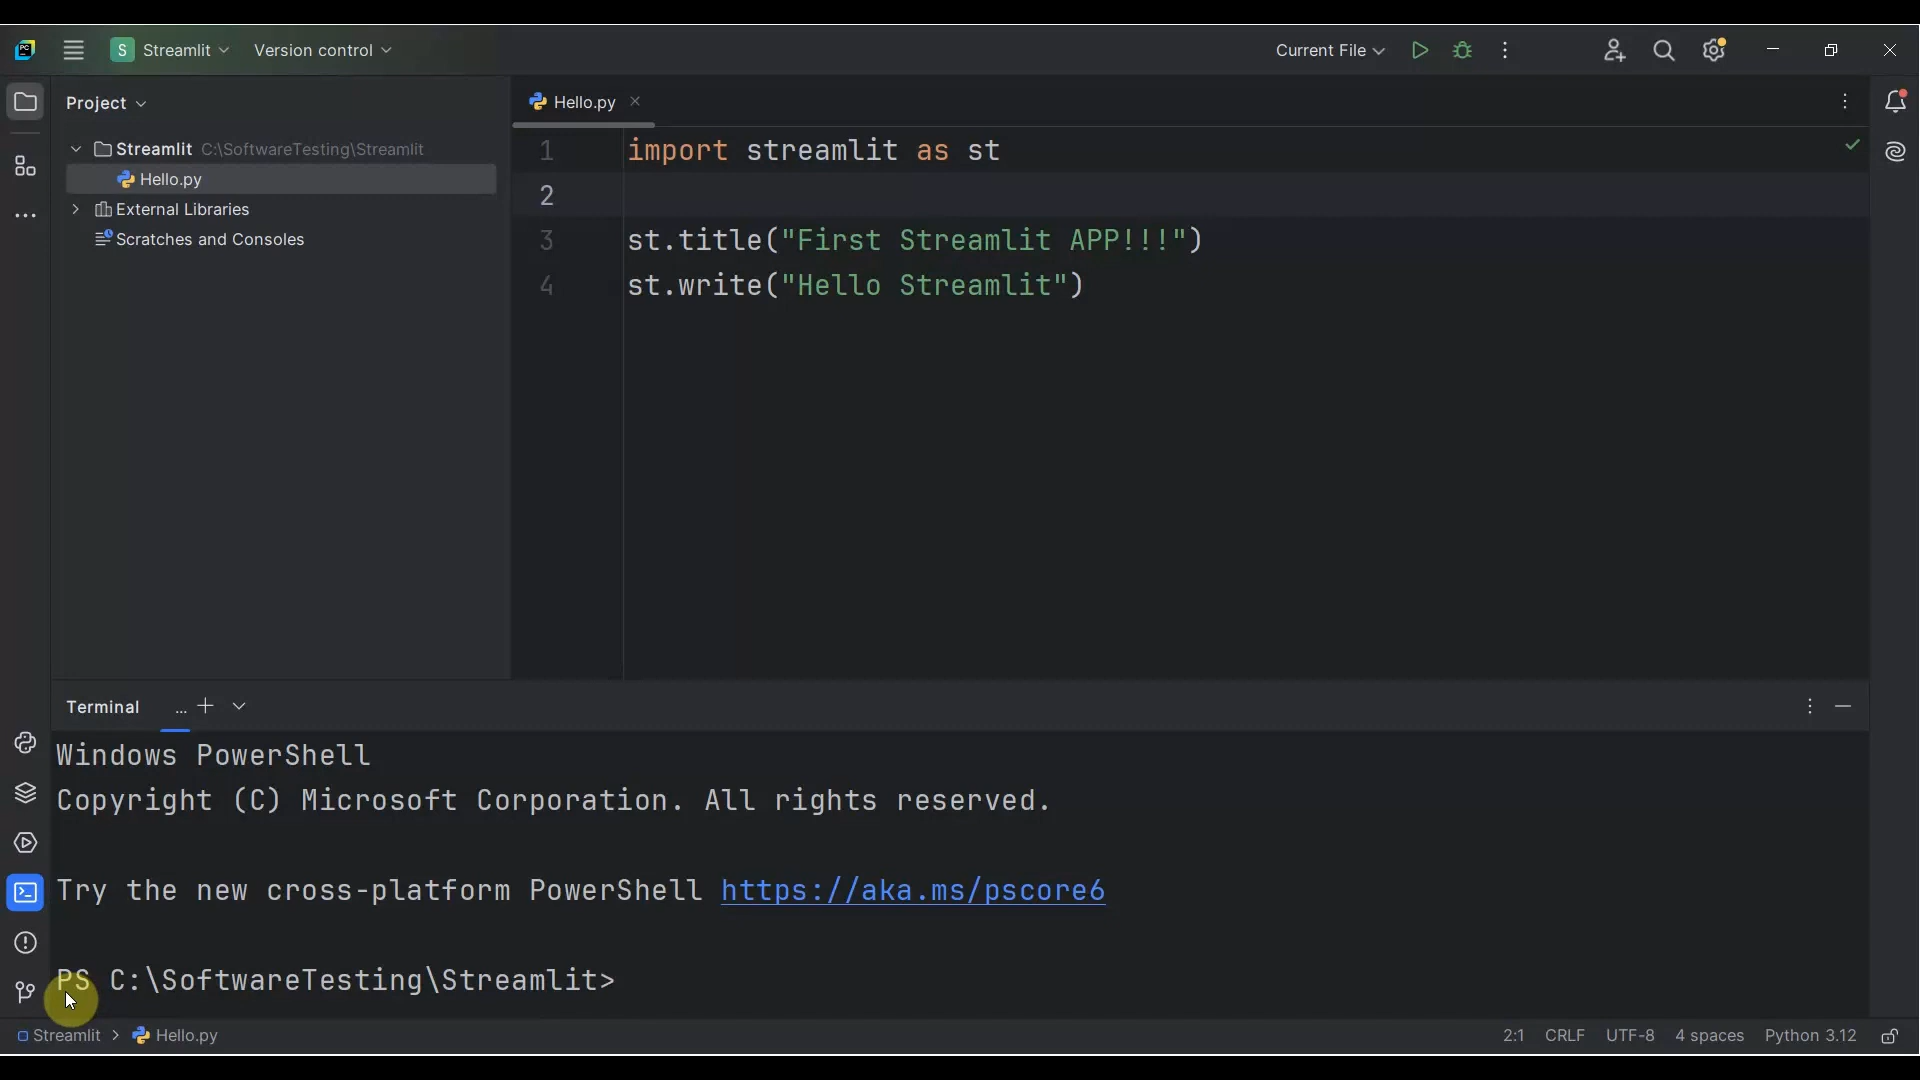 PC
S Streamlit Version control Current File
Project
Hello.py
Streamlit C:\SoftwareTesting\Streamlit
Hello.py
External Libraries
Scratches and Consoles
1 import streamlit as st
2
3 st.title("First Streamlit APP!!!")
4 st.write("Hello Streamlit")
Terminal ...
Windows PowerShell
Copyright (C) Microsoft Corporation. All rights reserved.
Try the new cross-platform PowerShell https://aka.ms/pscore6
PS C:\SoftwareTesting\Streamlit>
Streamlit > Hello.py 2:1 CRLF UTF-8 4 spaces Python 3.12